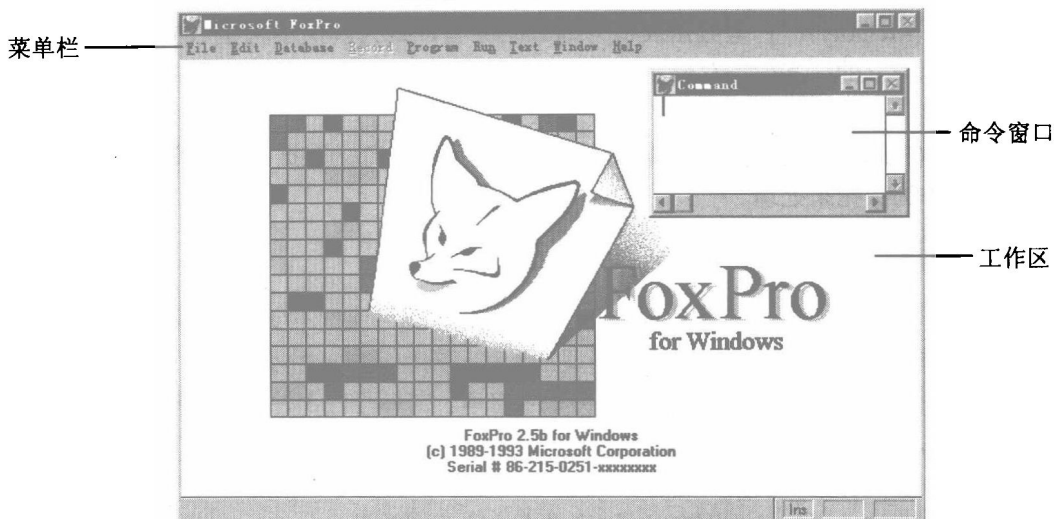 Microsoft FoxPro
菜单栏
File Edit Database Record Program Run Text Window Help
Command
命令窗口
工作区
FoxPro
for Windows
FoxPro 2.5b for Windows
(c) 1989-1993 Microsoft Corporation
Serial # 86-215-0251-xxxxxxxx
Ins